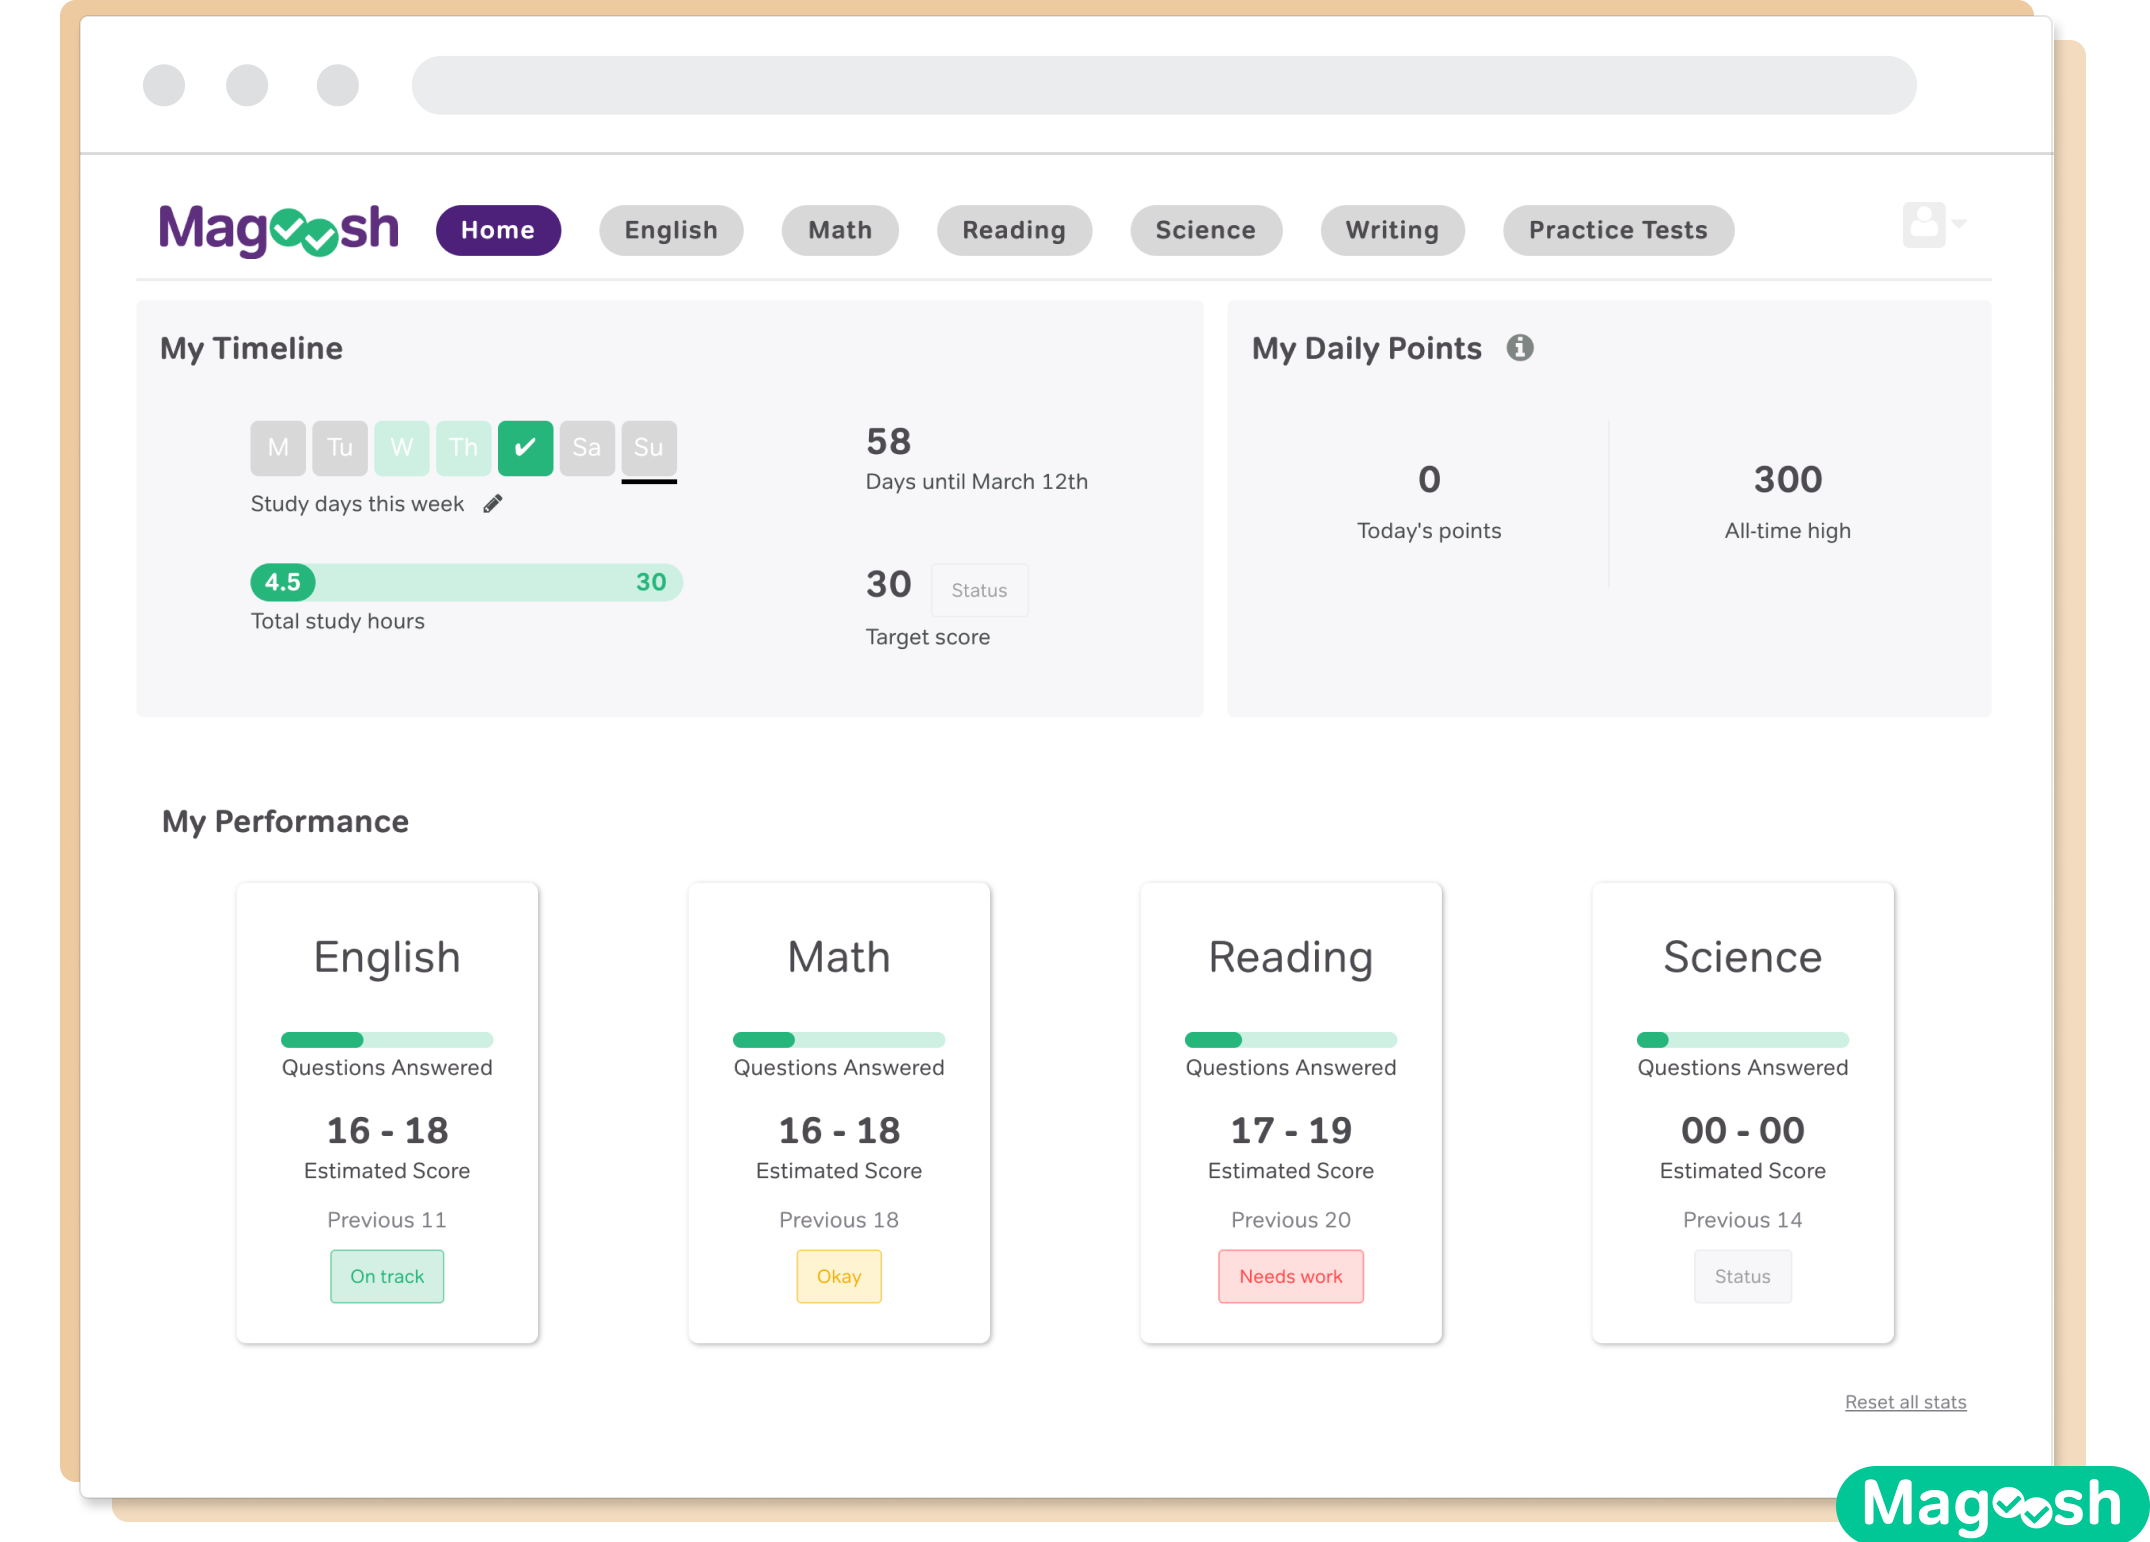 Magoosh Home English Math Reading Science Writing Practice Tests
My Timeline
M Tu W Th ✔ Sa Su
Study days this week
4.5 30
Total study hours
58
Days until March 12th
30 Status
Target score
My Daily Points
0
Today's points
300
All-time high
My Performance
English
Questions Answered
16 - 18
Estimated Score
Previous 11
On track
Math
Questions Answered
16 - 18
Estimated Score
Previous 18
Okay
Reading
Questions Answered
17 - 19
Estimated Score
Previous 20
Needs work
Science
Questions Answered
00 - 00
Estimated Score
Previous 14
Status
Reset all stats
Magoosh